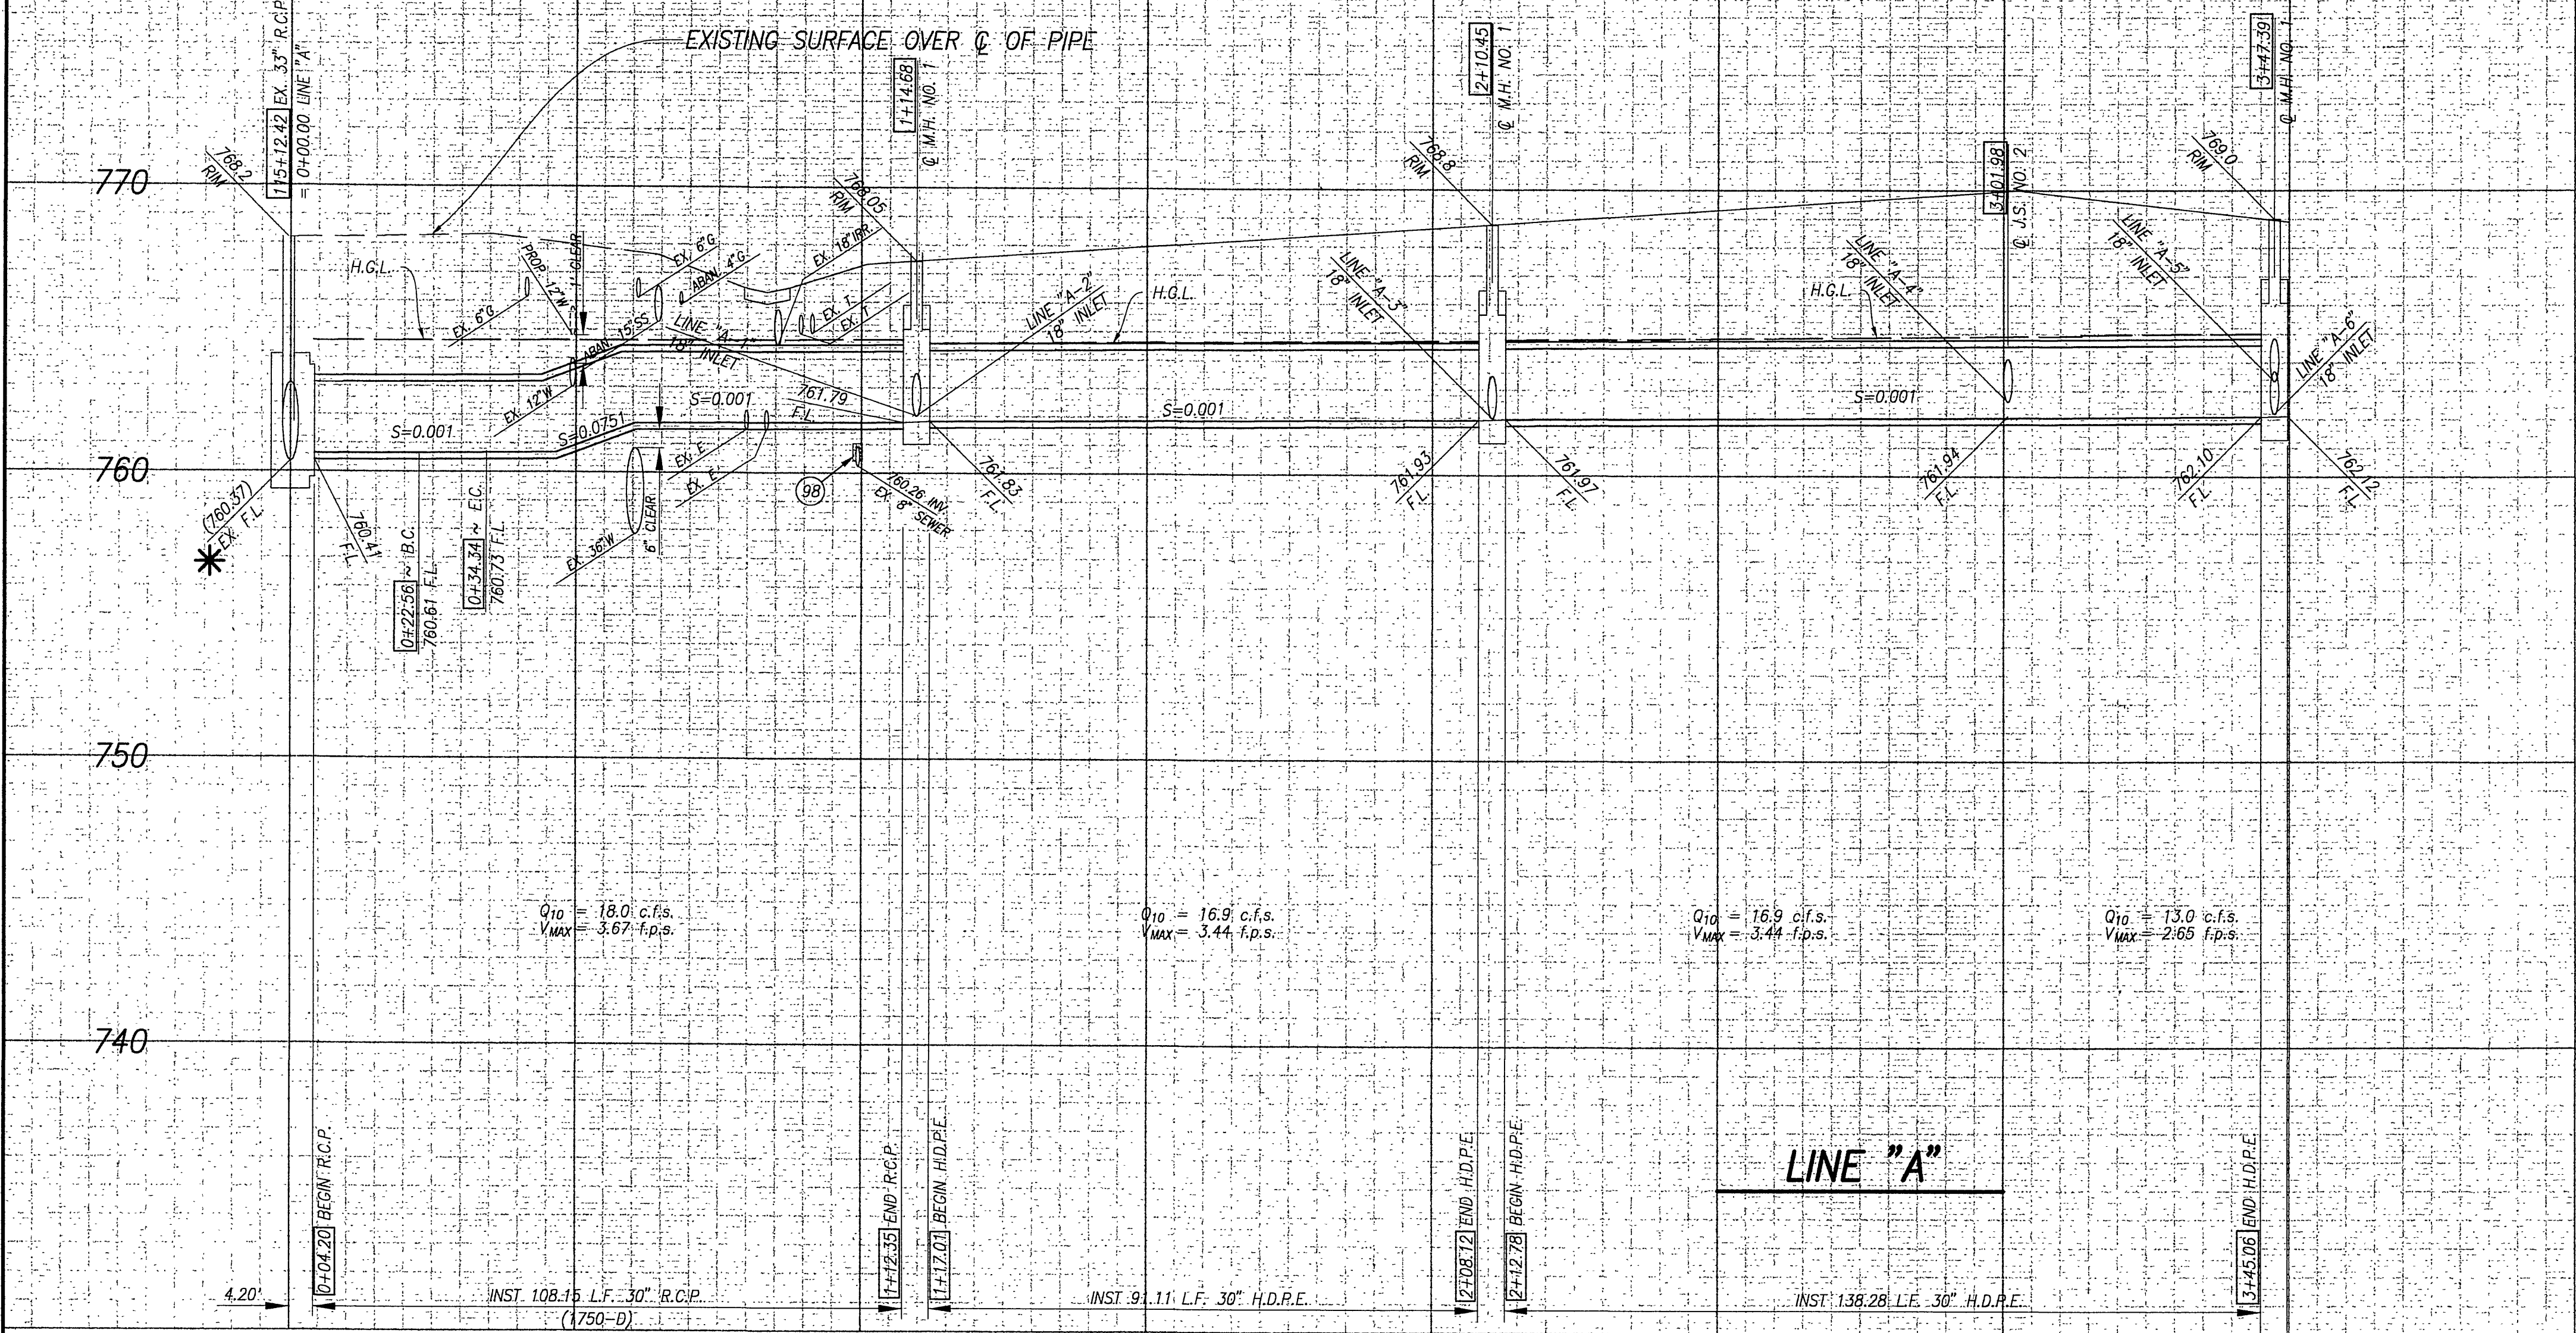 115+12.42 EX. 33" R.C.P.
= 0+00.00 LINE "A"
EXISTING SURFACE OVER ℄ OF PIPE
1+14.68
℄ M.H. NO. 1
2+10.45
℄ M.H. NO. 1
3+47.39
℄ M.H. NO. 1
3+01.98
℄ J.S. NO. 2
770
760
750
740
768.2
RIM
768.05
RIM
768.8
RIM
769.0
RIM
H.G.L.
EX. 6"G
PROP. 12"W
1' CLEAR
EX. 6"G
ABAN. 4"G
EX. 18"IRR.
EX. T
EX. T
ABAN. 15"SS
LINE "A-1"
18" INLET
LINE "A-2"
18" INLET
H.G.L.
LINE "A-3"
18" INLET
H.G.L.
LINE "A-4"
18" INLET
LINE "A-5"
18" INLET
LINE "A-6"
18" INLET
EX. 12"W
S=0.001
S=0.0751
S=0.001
761.79
F.L.
S=0.001
S=0.001
EX. E
EX. E
EX. 36"W
6" CLEAR
98
760.26 INV.
EX. 8" SEWER
(760.37)
EX. F.L.
760.41
F.L.
0+22.56 ~ B.C.
760.61 F.L.
0+34.34 ~ E.C.
760.73 F.L.
761.83
F.L.
761.93
F.L.
761.97
F.L.
761.94
F.L.
762.10
F.L.
762.12
F.L.
Q10 = 18.0 c.f.s.
VMAX = 3.67 f.p.s.
Q10 = 16.9 c.f.s.
VMAX = 3.44 f.p.s.
Q10 = 16.9 c.f.s.
VMAX = 3.44 f.p.s.
Q10 = 13.0 c.f.s.
VMAX = 2.65 f.p.s.
LINE "A"
0+04.20 BEGIN R.C.P.
1+12.35 END R.C.P.
1+17.01 BEGIN H.D.P.E.
2+08.12 END H.D.P.E.
2+12.78 BEGIN H.D.P.E.
3+45.06 END H.D.P.E.
4.20'
INST 108.15 L.F. 30" R.C.P.
(1750-D)
INST 91.11 L.F. 30" H.D.P.E.
INST 138.28 L.F. 30" H.D.P.E.